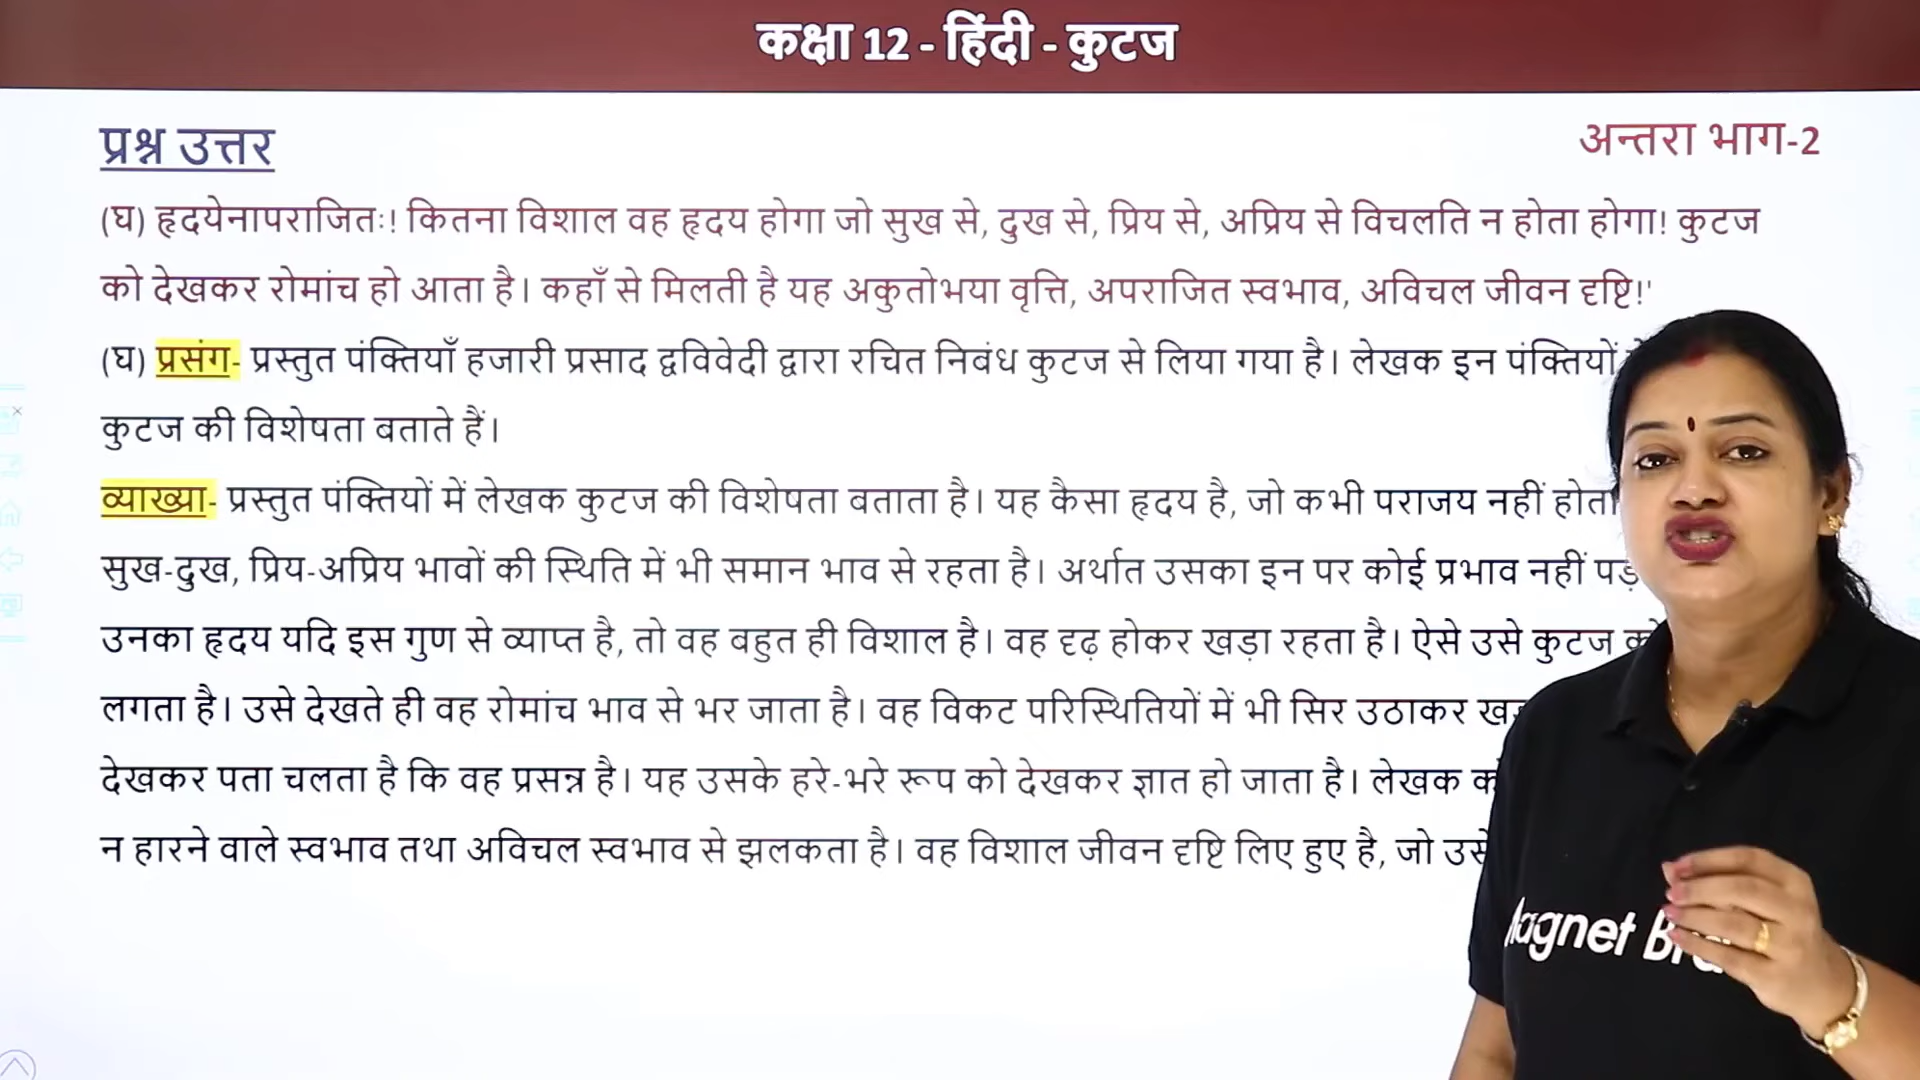 कक्षा 12 - हिंदी - कुटज
प्रश्न उत्तर
अन्तरा भाग-2
(घ) हृदयेनापराजितः! कितना विशाल वह हृदय होगा जो सुख से, दुख से, प्रिय से, अप्रिय से विचलति न होता होगा! कुटज
को देखकर रोमांच हो आता है। कहाँ से मिलती है यह अकुतोभया वृत्ति, अपराजित स्वभाव, अविचल जीवन दृष्टि!'
(घ) प्रसंग- प्रस्तुत पंक्तियाँ हजारी प्रसाद द्वविवेदी द्वारा रचित निबंध कुटज से लिया गया है। लेखक इन पंक्तियों
कुटज की विशेषता बताते हैं।
व्याख्या- प्रस्तुत पंक्तियों में लेखक कुटज की विशेषता बताता है। यह कैसा हृदय है, जो कभी पराजय नहीं होता
सुख-दुख, प्रिय-अप्रिय भावों की स्थिति में भी समान भाव से रहता है। अर्थात उसका इन पर कोई प्रभाव नहीं
उनका हृदय यदि इस गुण से व्याप्त है, तो वह बहुत ही विशाल है। वह दृढ़ होकर खड़ा रहता है। ऐसे उसे कुटज
लगता है। उसे देखते ही वह रोमांच भाव से भर जाता है। वह विकट परिस्थितियों में भी सिर उठाकर
देखकर पता चलता है कि वह प्रसन्न है। यह उसके हरे-भरे रूप को देखकर ज्ञात हो जाता है। लेखक
न हारने वाले स्वभाव तथा अविचल स्वभाव से झलकता है। वह विशाल जीवन दृष्टि लिए हुए है, जो